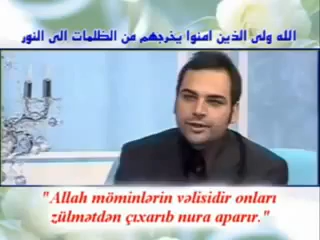 الله ولى الذين امنوا يخرجهم من الظلمات الى النور
"Allah möminlərin vəlisidir onları
zülmətdən çıxarıb nura aparır."